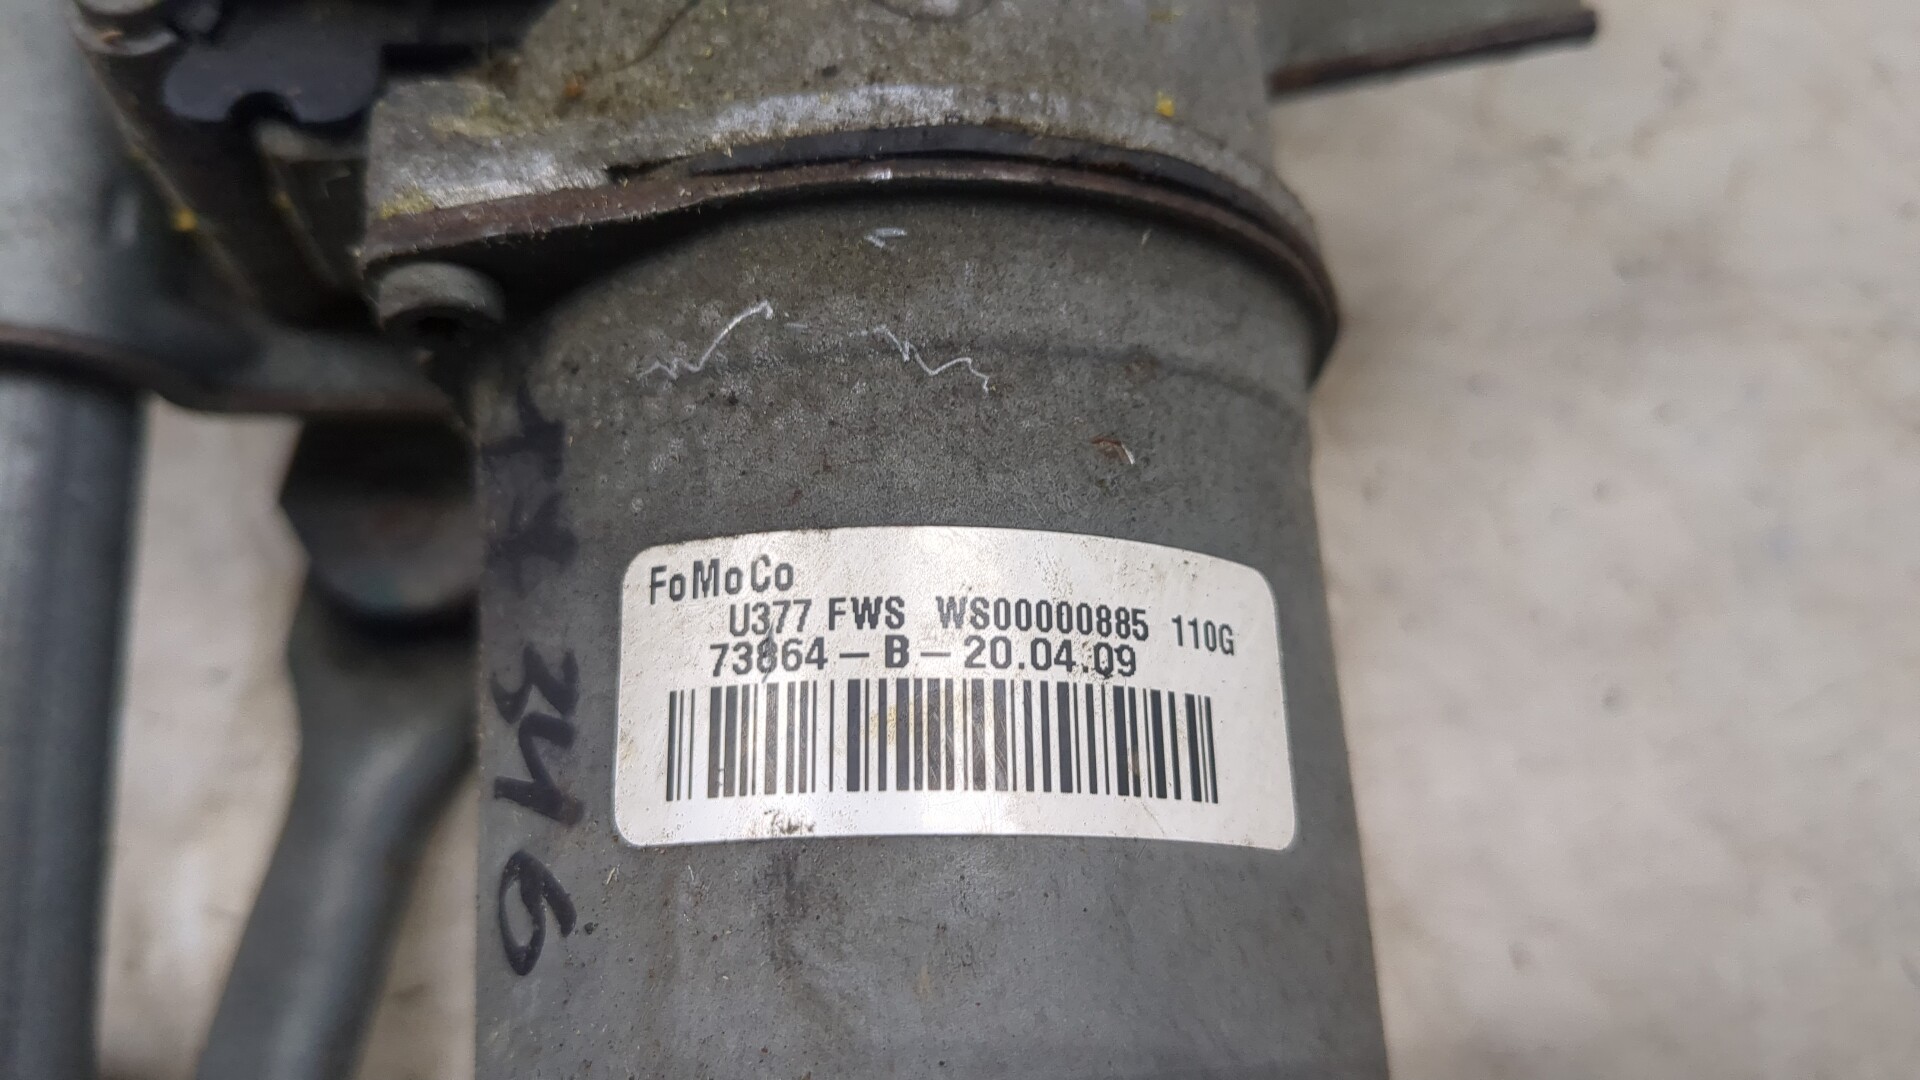 FoMoCo
U377 FWS WS00000885 110G
73864-B-20.04.09
346